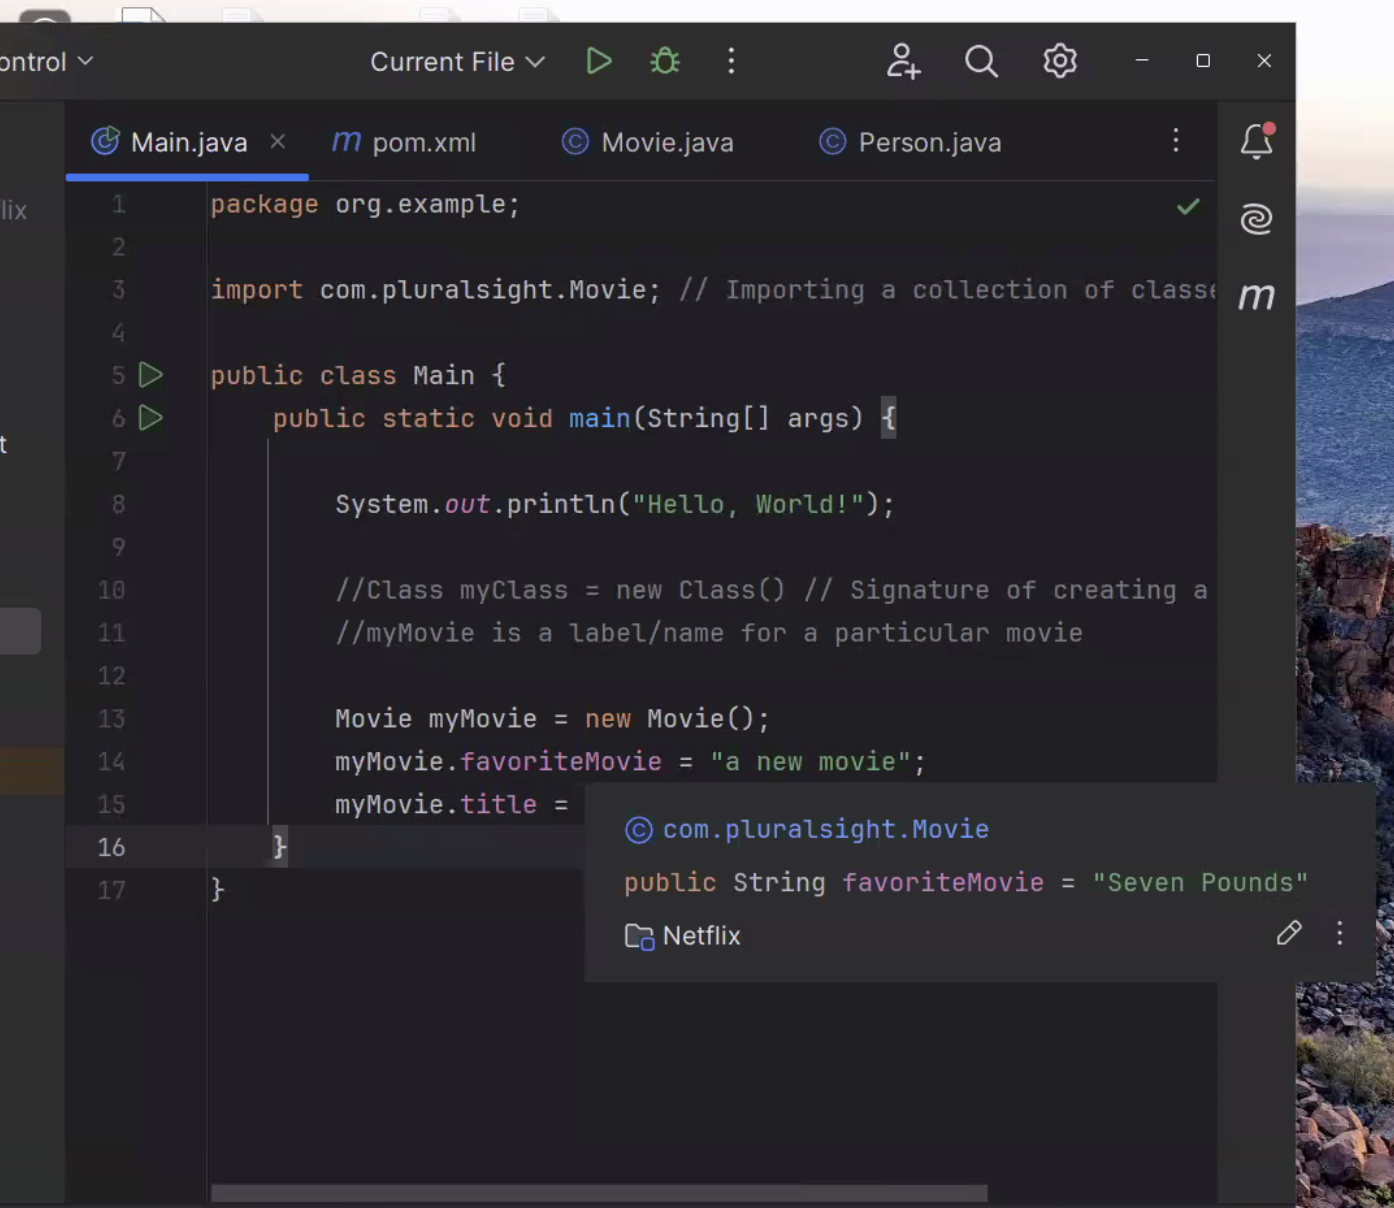 ontrol
Current File
Main.java
pom.xml
Movie.java
Person.java
lix
t
1 package org.example;
2
3 import com.pluralsight.Movie; // Importing a collection of classe
4
5 public class Main {
6 public static void main(String[] args) {
7
8 System.out.println("Hello, World!");
9
10 //Class myClass = new Class() // Signature of creating a
11 //myMovie is a label/name for a particular movie
12
13 Movie myMovie = new Movie();
14 myMovie.favoriteMovie = "a new movie";
15 myMovie.title =
16 }
17 }
com.pluralsight.Movie
public String favoriteMovie = "Seven Pounds"
Netflix